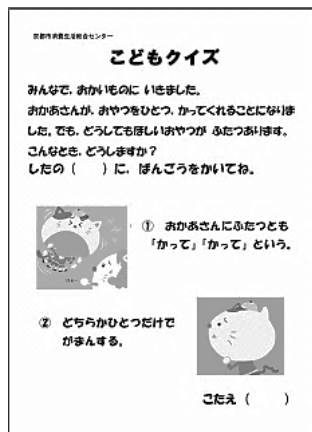 京都市消費生活総合センター
こどもクイズ
みんなで、おかいものに いきました。
おかあさんが、おやつをひとつ、かってくれることになりま
した。でも、どうしてもほしいおやつが ふたつあります。
こんなとき、どうしますか？
したの（　　）に、ばんごうをかいてね。
① おかあさんにふたつとも
「かって」「かって」という。
② どちらかひとつだけで
がまんする。
こたえ（　　）